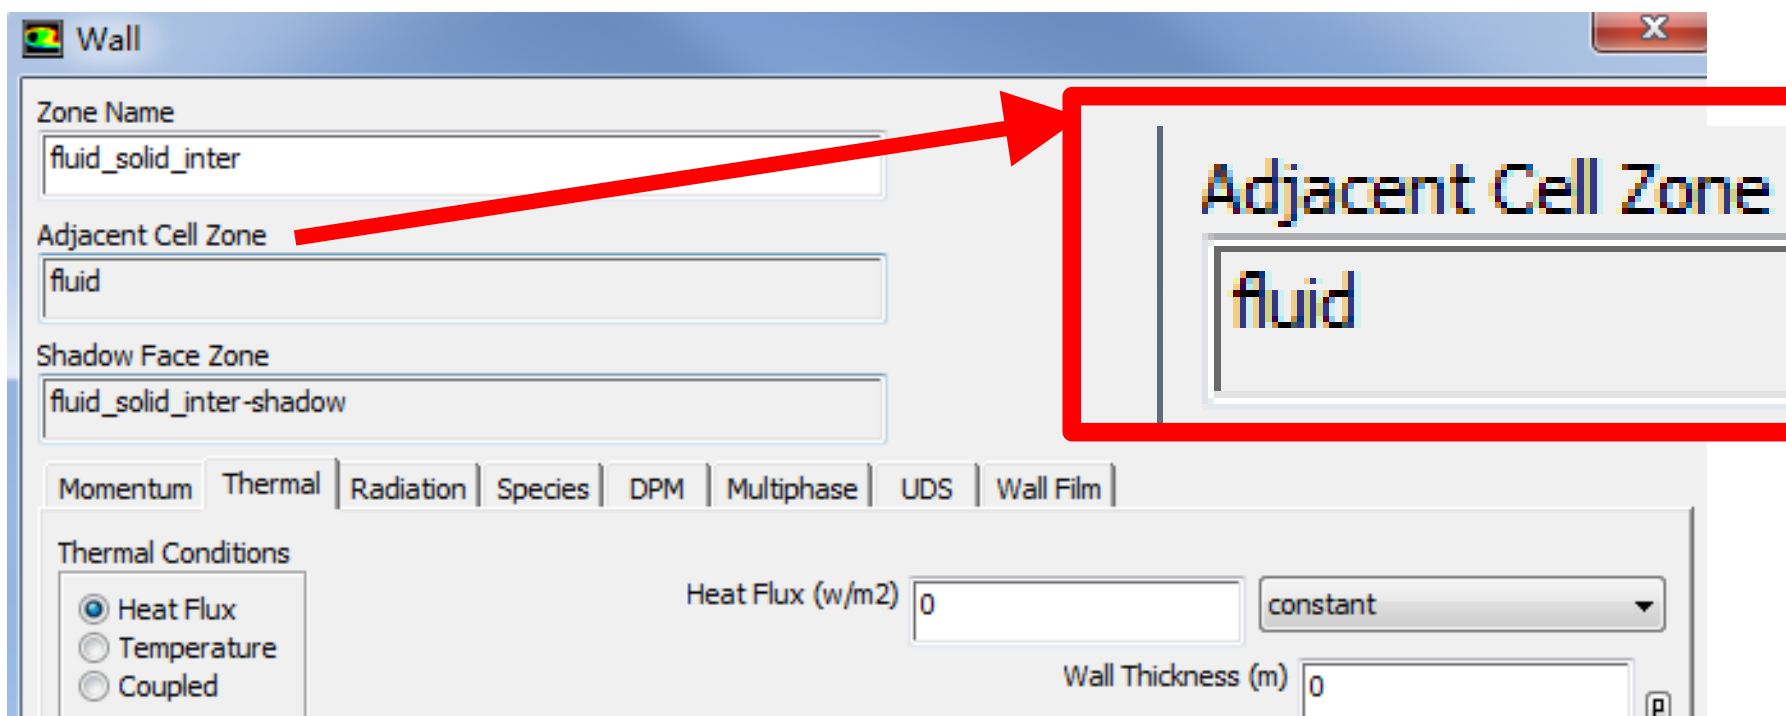 Wall
x
Zone Name
fluid_solid_inter
Adjacent Cell Zone
fluid
Shadow Face Zone
fluid_solid_inter-shadow
Adjacent Cell Zone
fluid
Momentum Thermal Radiation Species DPM Multiphase UDS Wall Film
Thermal Conditions
Heat Flux
Temperature
Coupled
Heat Flux (w/m2) 0 constant
Wall Thickness (m) 0
P